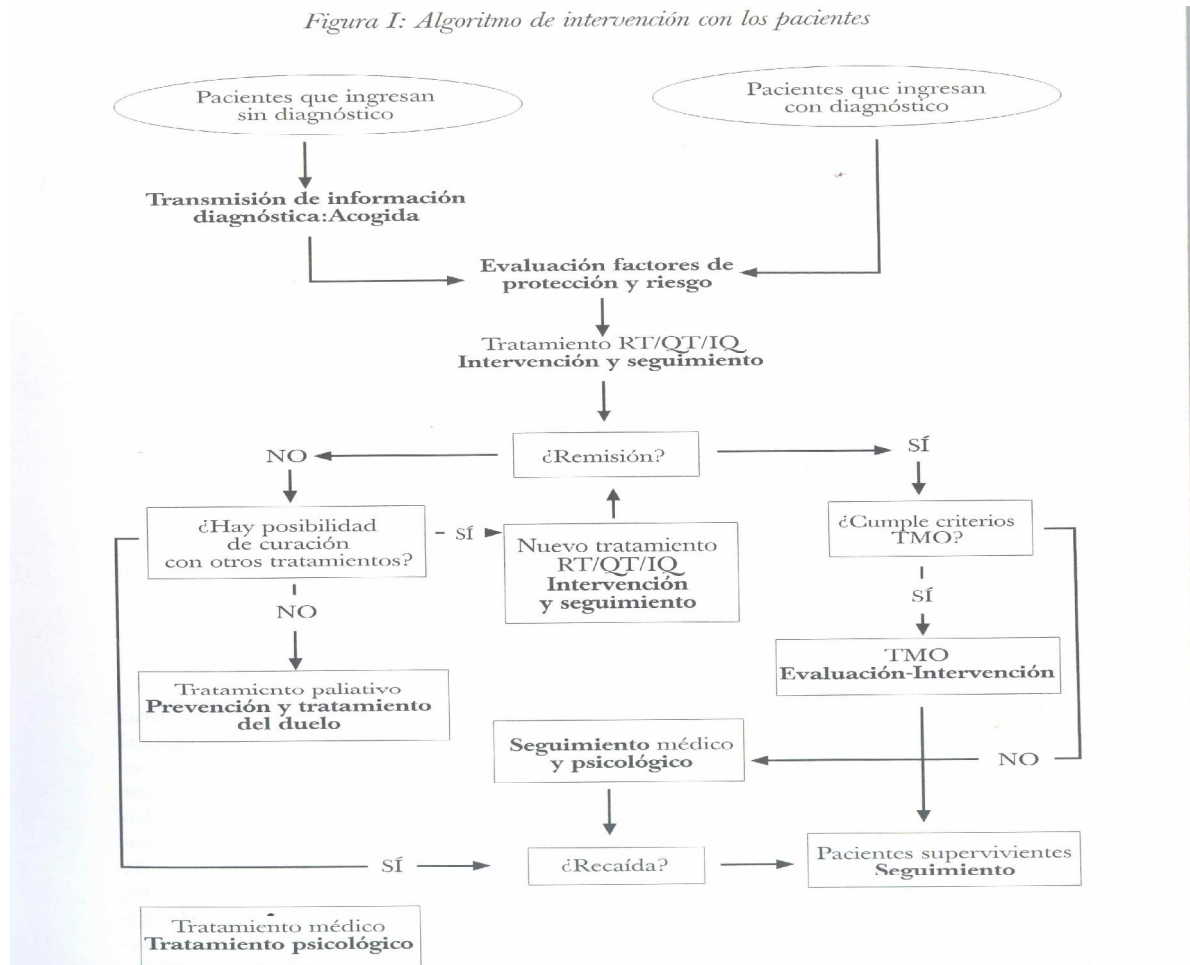 Figura I: Algoritmo de intervención con los pacientes
Pacientes que ingresan
sin diagnóstico
Pacientes que ingresan
con diagnóstico
Transmisión de información
diagnóstica:Acogida
Evaluación factores de
protección y riesgo
Tratamiento RT/QT/IQ
Intervención y seguimiento
NO
¿Remisión?
SÍ
¿Hay posibilidad
de curación
con otros tratamientos?
SÍ
Nuevo tratamiento
RT/QT/IQ
Intervención
y seguimiento
¿Cumple criterios
TMO?
NO
SÍ
Tratamiento paliativo
Prevención y tratamiento
del duelo
TMO
Evaluación-Intervención
Seguimiento médico
y psicológico
NO
SÍ
¿Recaída?
Pacientes supervivientes
Seguimiento
Tratamiento médico
Tratamiento psicológico